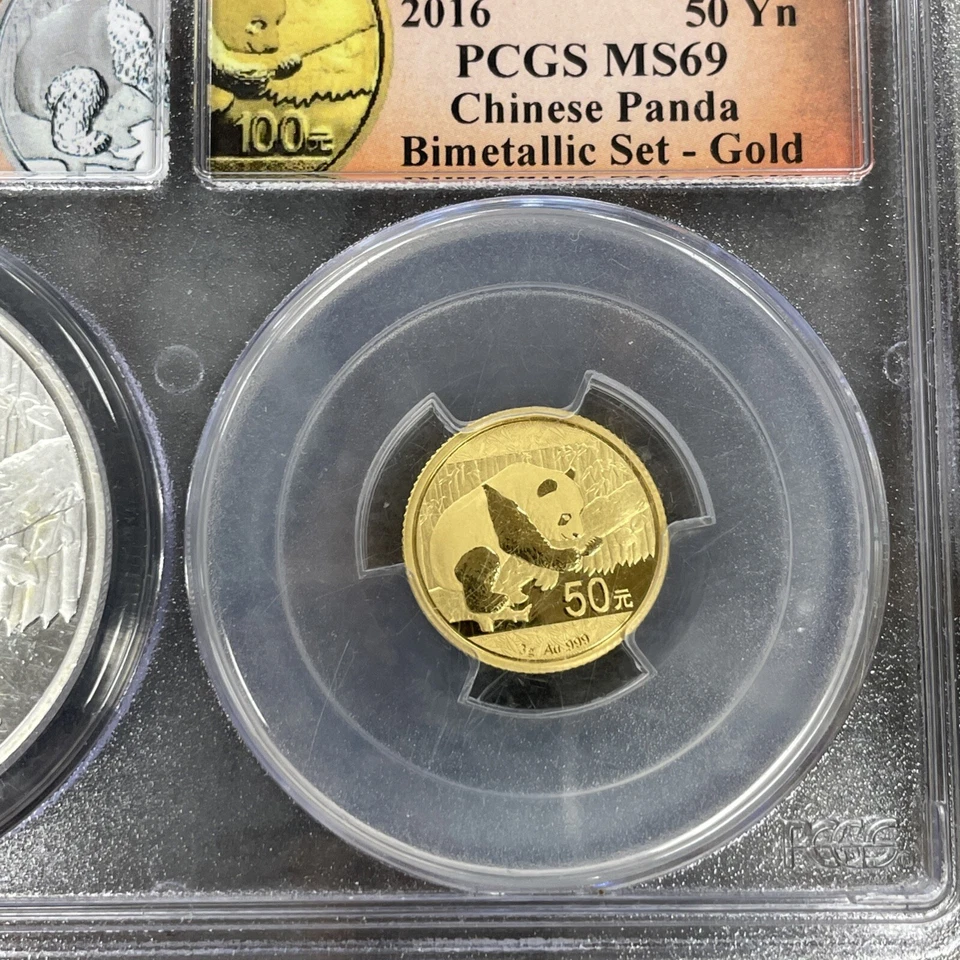 2016 50 Yn
PCGS MS69
Chinese Panda
Bimetallic Set - Gold
100元
50元
3g Au 999
PCGS